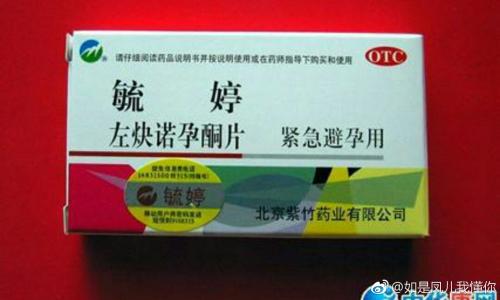 请仔细阅读药品说明书并按说明使用或在药师指导下购买和使用
OTC
毓婷
左炔诺孕酮片 紧急避孕用
毓婷
北京紫竹药业有限公司
@如是凤儿我懂你